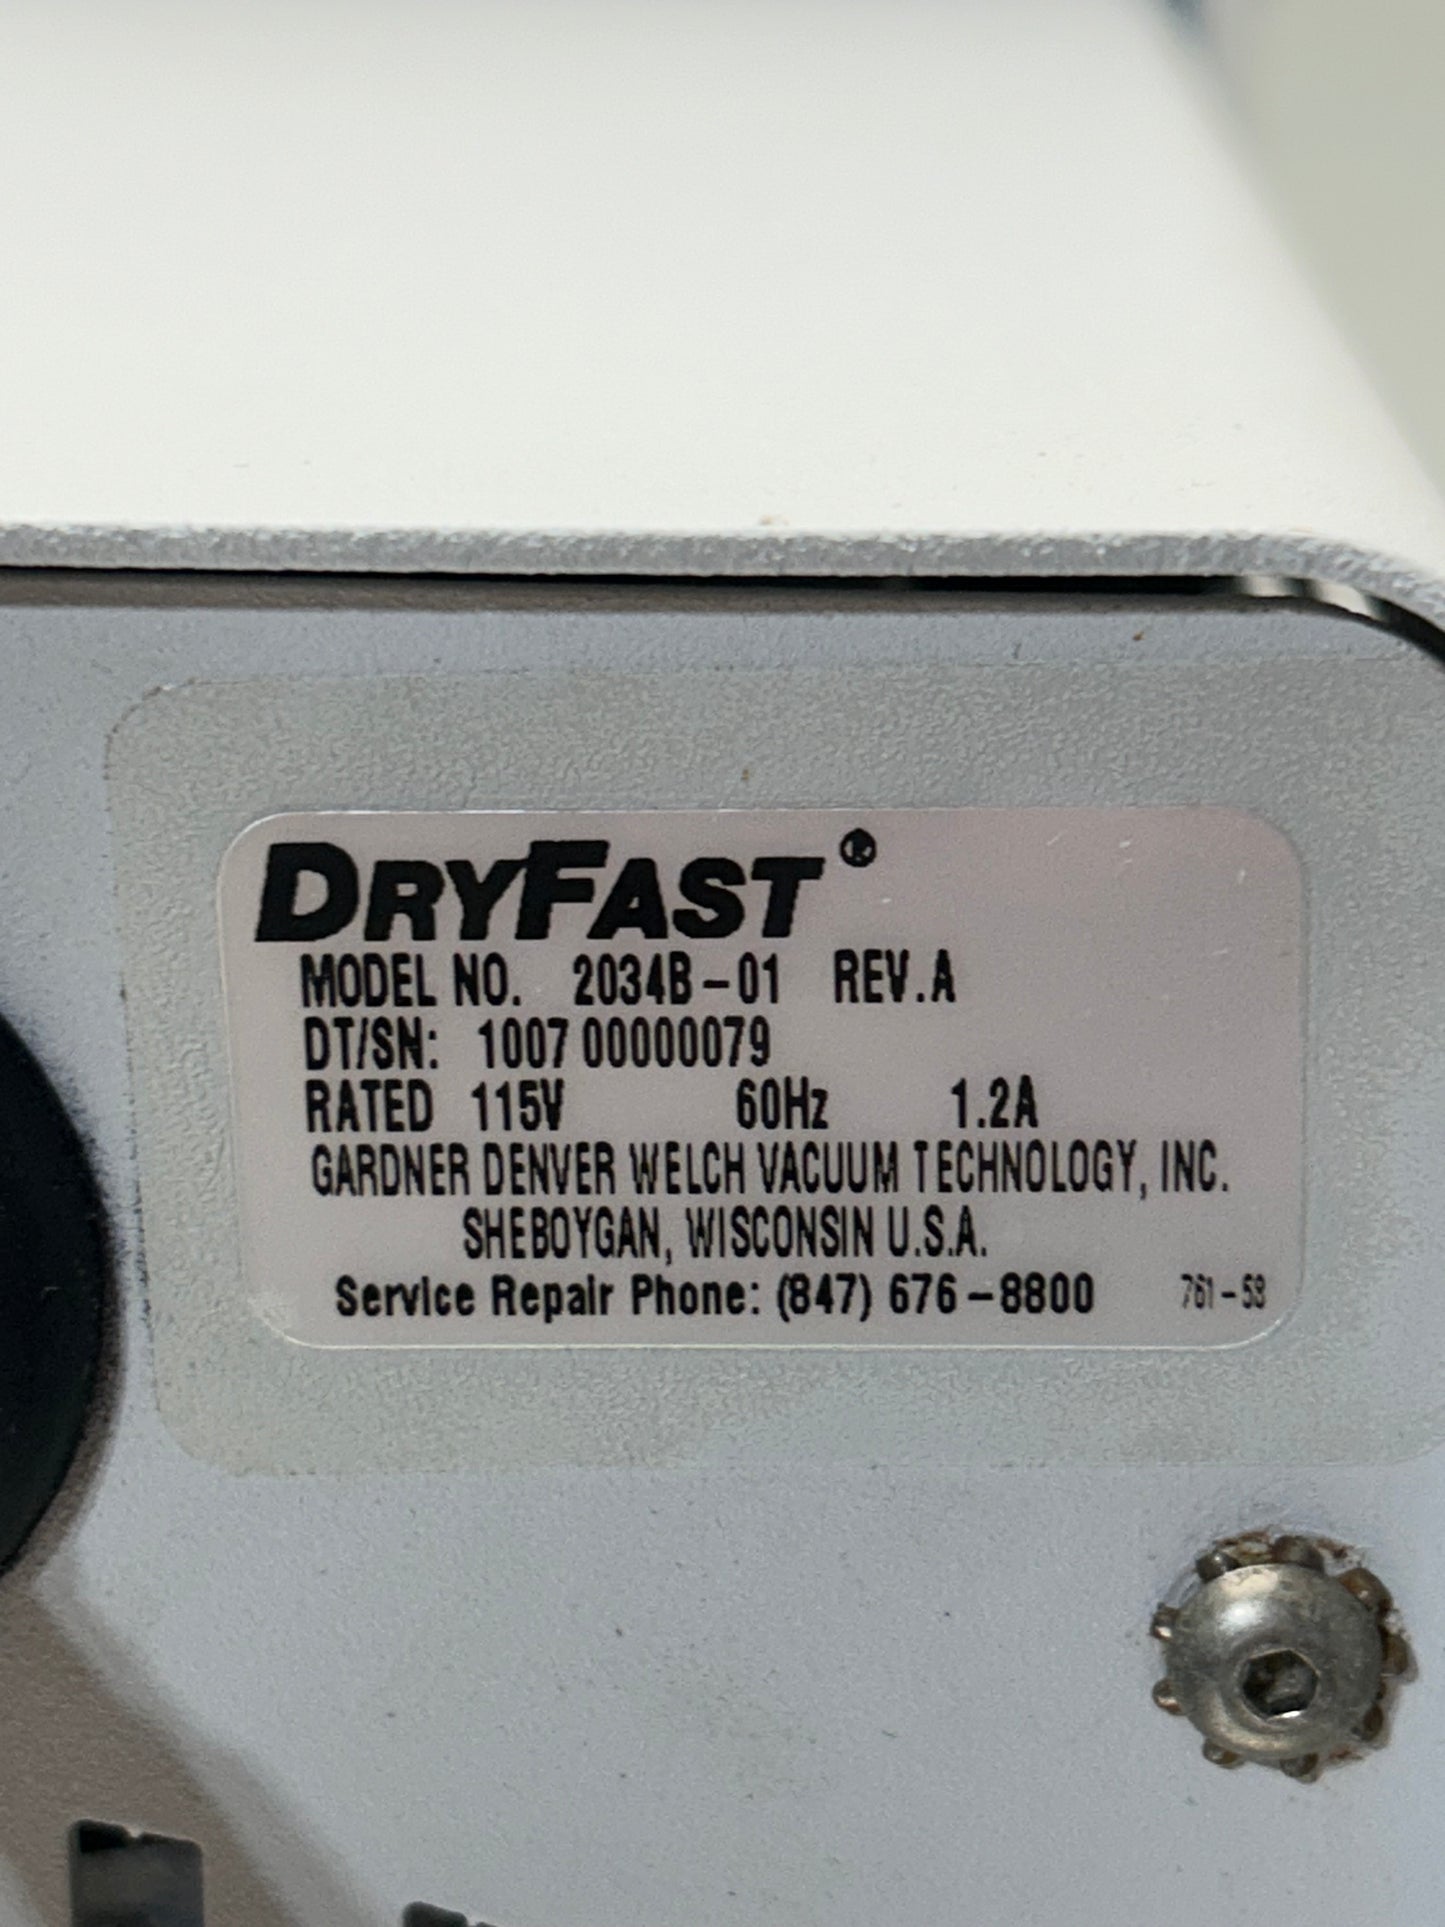 DRYFAST®
MODEL NO. 2034B-01 REV.A
DT/SN: 1007 00000079
RATED 115V 60Hz 1.2A
GARDNER DENVER WELCH VACUUM TECHNOLOGY, INC.
SHEBOYGAN, WISCONSIN U.S.A.
Service Repair Phone: (847) 676-8800 761-58